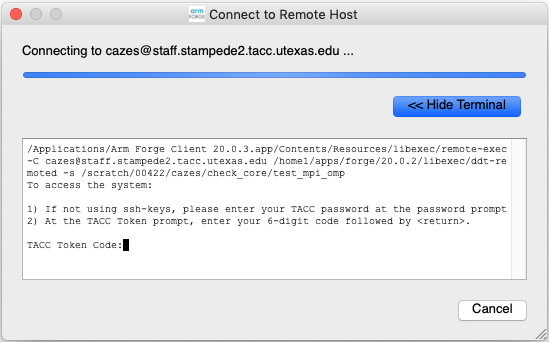 arm
FORGE
Connect to Remote Host
Connecting to cazes@staff.stampede2.tacc.utexas.edu ...
<< Hide Terminal
/Applications/Arm Forge Client 20.0.3.app/Contents/Resources/libexec/remote-exec
-C cazes@staff.stampede2.tacc.utexas.edu /home1/apps/forge/20.0.2/libexec/ddt-re
moted -s /scratch/00422/cazes/check_core/test_mpi_omp
To access the system:
1) If not using ssh-keys, please enter your TACC password at the password prompt
2) At the TACC Token prompt, enter your 6-digit code followed by <return>.
TACC Token Code:
Cancel